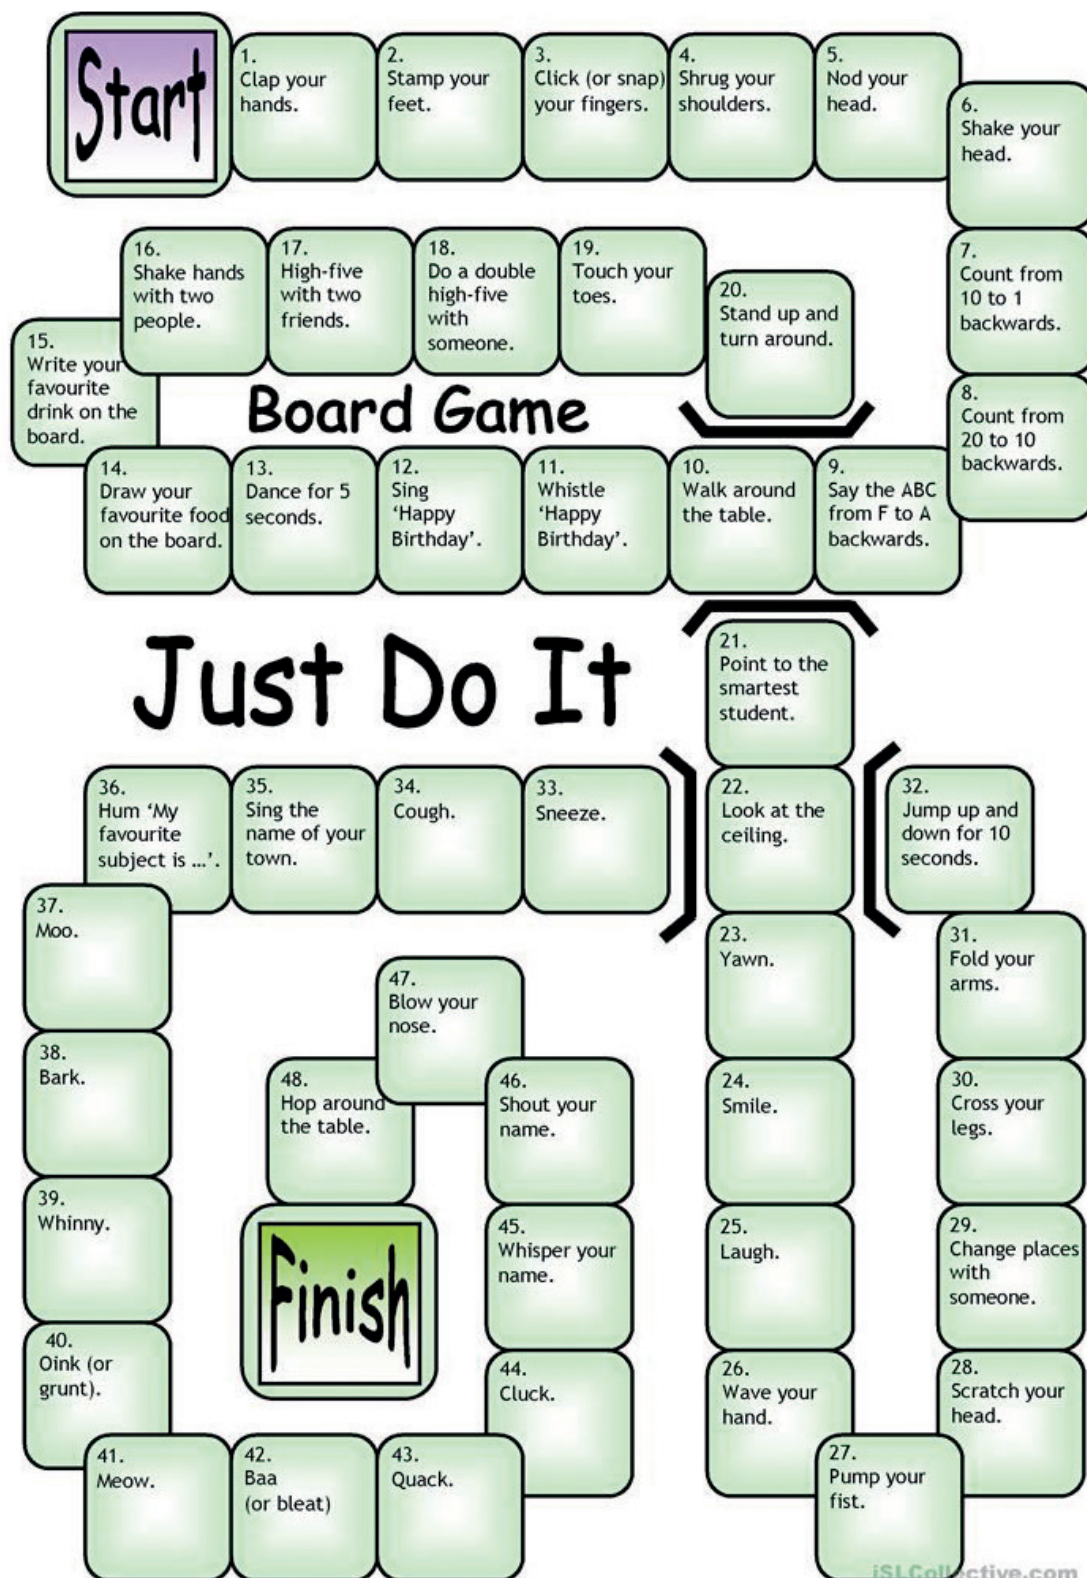 Start
1.
Clap your
hands.
2.
Stamp your
feet.
3.
Click (or snap)
your fingers.
4.
Shrug your
shoulders.
5.
Nod your
head.
6.
Shake your
head.
7.
Count from
10 to 1
backwards.
8.
Count from
20 to 10
backwards.
9.
Say the ABC
from F to A
backwards.
10.
Walk around
the table.
11.
Whistle
‘Happy
Birthday’.
12.
Sing
‘Happy
Birthday’.
13.
Dance for 5
seconds.
14.
Draw your
favourite food
on the board.
15.
Write your
favourite
drink on the
board.
16.
Shake hands
with two
people.
17.
High-five
with two
friends.
18.
Do a double
high-five
with
someone.
19.
Touch your
toes.
20.
Stand up and
turn around.
Board Game
Just Do It
21.
Point to the
smartest
student.
22.
Look at the
ceiling.
23.
Yawn.
24.
Smile.
25.
Laugh.
26.
Wave your
hand.
27.
Pump your
fist.
28.
Scratch your
head.
29.
Change places
with
someone.
30.
Cross your
legs.
31.
Fold your
arms.
32.
Jump up and
down for 10
seconds.
33.
Sneeze.
34.
Cough.
35.
Sing the
name of your
town.
36.
Hum ‘My
favourite
subject is …’.
37.
Moo.
38.
Bark.
39.
Whinny.
40.
Oink (or
grunt).
41.
Meow.
42.
Baa
(or bleat)
43.
Quack.
44.
Cluck.
45.
Whisper your
name.
46.
Shout your
name.
47.
Blow your
nose.
48.
Hop around
the table.
Finish
iSLCollective.com